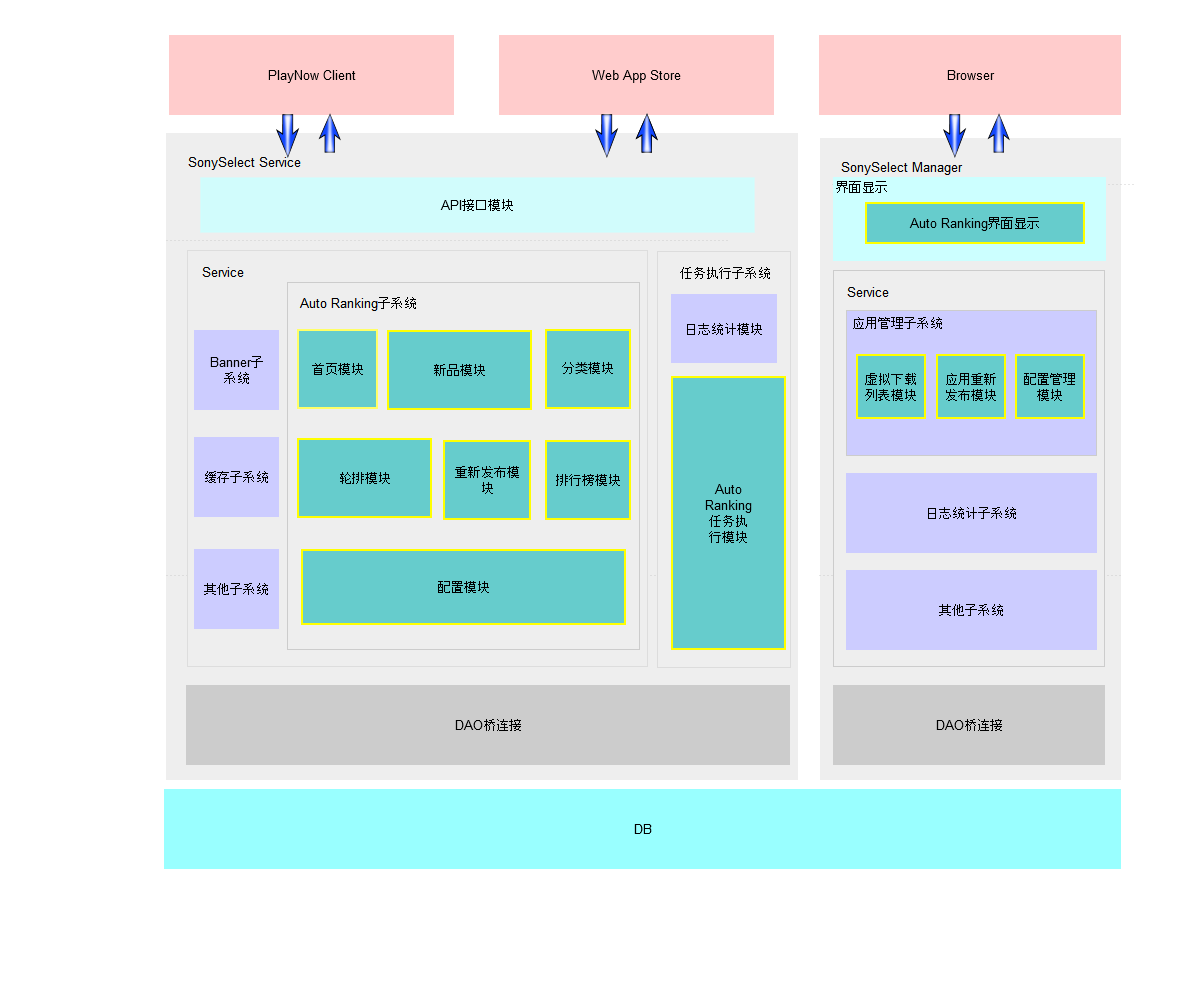 PlayNow Client
Web App Store
Browser
SonySelect Service
API接口模块
Service
Auto Ranking子系统
Banner子
系统
首页模块
新品模块
分类模块
缓存子系统
轮排模块
重新发布模
块
排行榜模块
其他子系统
配置模块
任务执行子系统
日志统计模块
Auto
Ranking
任务执
行模块
DAO桥连接
SonySelect Manager
界面显示
Auto Ranking界面显示
Service
应用管理子系统
虚拟下载
列表模块
应用重新
发布模块
配置管理
模块
日志统计子系统
其他子系统
DAO桥连接
DB